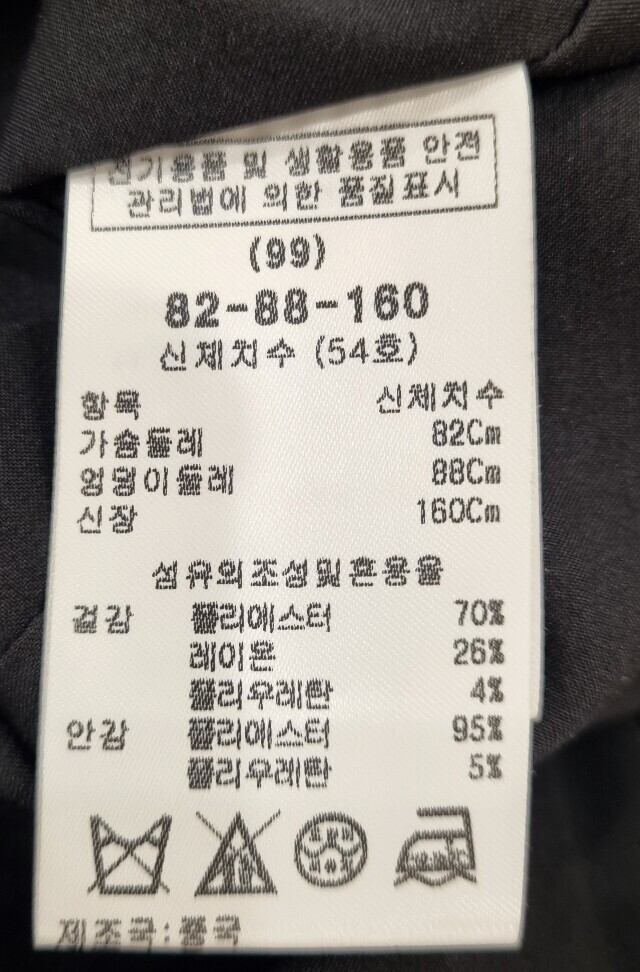 전기용품 및 생활용품 안전
관리법에 의한 품질표시
(99)
82-88-160
신체치수 (54호)
항목 신체치수
가슴둘레 82Cm
엉덩이둘레 88Cm
신장 160Cm
섬유의조성및혼용율
겉감 폴리에스터 70%
레이온 26%
폴리우레탄 4%
안감 폴리에스터 95%
폴리우레탄 5%
제조국: